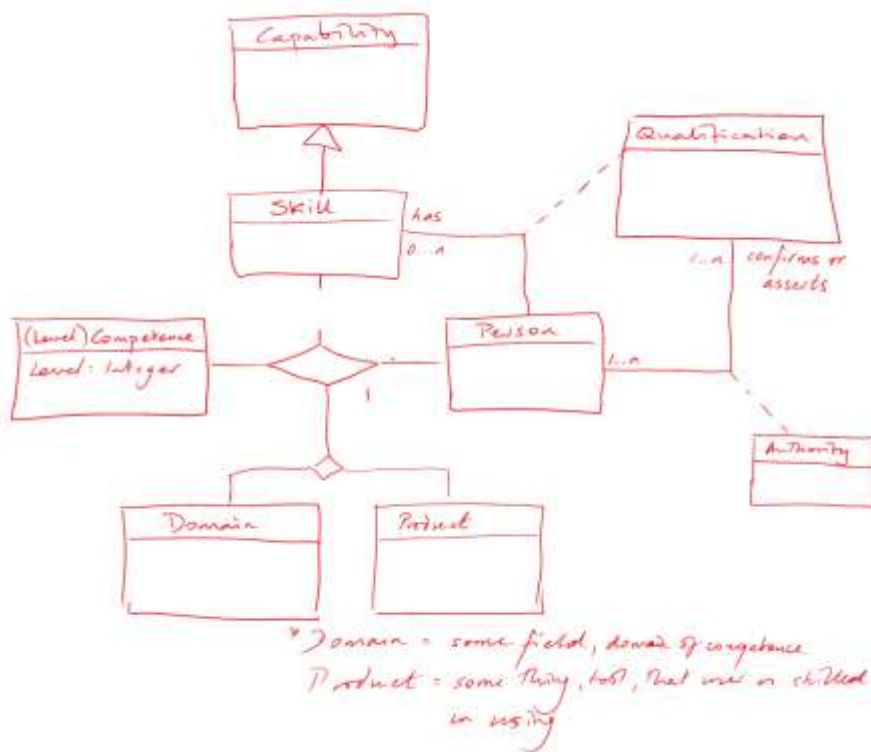 Capability
Qualification
Skill
has
0...n
1...n
confirms or
asserts
(Level) Competence
Level: Integer
Person
1...n
1
Authority
Domain
Product
* Domain = some field, domain of competence
Product = some thing, tool, that user is skilled
in using